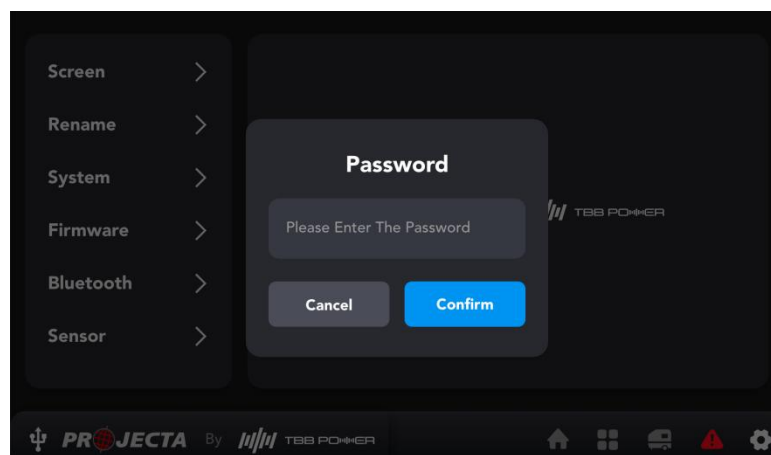 Screen
Rename
System
Firmware
Bluetooth
Sensor
Password
Please Enter The Password
Cancel
Confirm
TBB POWER
PROJECTA By TBB POWER